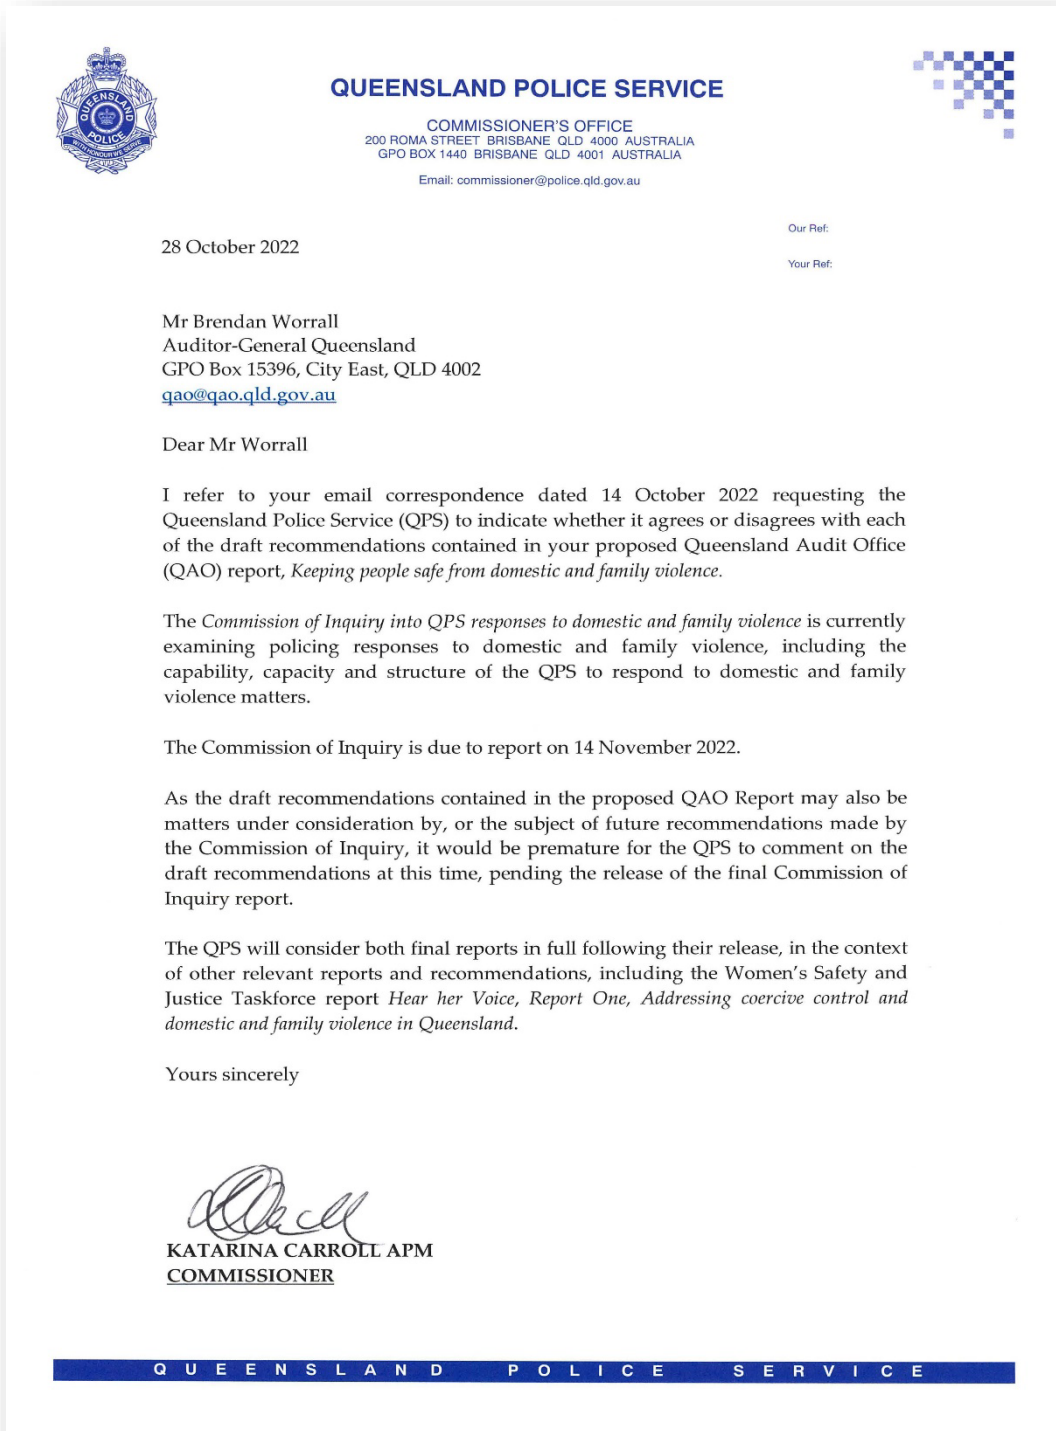 QUEENSLAND POLICE SERVICE
COMMISSIONER'S OFFICE
200 ROMA STREET BRISBANE QLD 4000 AUSTRALIA
GPO BOX 1440 BRISBANE QLD 4001 AUSTRALIA
Email: commissioner@police.qld.gov.au
QUEENSLAND
POLICE
WITH HONOUR WE SERVE
Our Ref:
28 October 2022
Your Ref:
Mr Brendan Worrall
Auditor-General Queensland
GPO Box 15396, City East, QLD 4002
qao@qao.qld.gov.au
Dear Mr Worrall
I refer to your email correspondence dated 14 October 2022 requesting the
Queensland Police Service (QPS) to indicate whether it agrees or disagrees with each
of the draft recommendations contained in your proposed Queensland Audit Office
(QAO) report, Keeping people safe from domestic and family violence.
The Commission of Inquiry into QPS responses to domestic and family violence is currently
examining policing responses to domestic and family violence, including the
capability, capacity and structure of the QPS to respond to domestic and family
violence matters.
The Commission of Inquiry is due to report on 14 November 2022.
As the draft recommendations contained in the proposed QAO Report may also be
matters under consideration by, or the subject of future recommendations made by
the Commission of Inquiry, it would be premature for the QPS to comment on the
draft recommendations at this time, pending the release of the final Commission of
Inquiry report.
The QPS will consider both final reports in full following their release, in the context
of other relevant reports and recommendations, including the Women's Safety and
Justice Taskforce report Hear her Voice, Report One, Addressing coercive control and
domestic and family violence in Queensland.
Yours sincerely
KATARINA CARROLL APM
COMMISSIONER
QUEENSLAND POLICE SERVICE